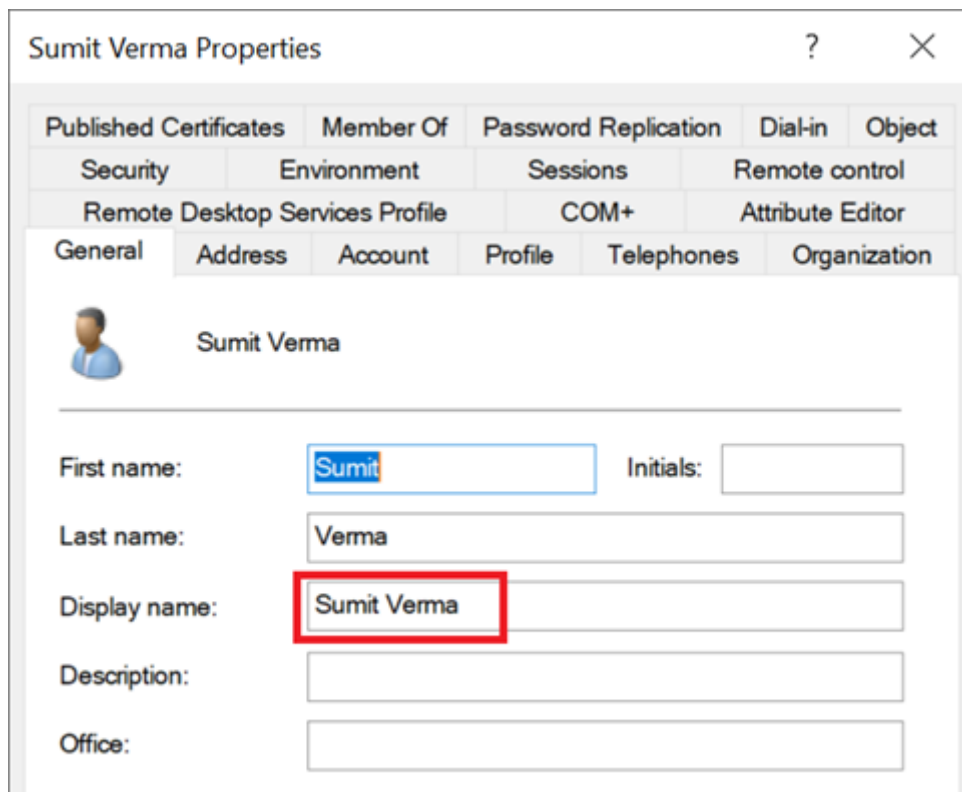 Sumit Verma Properties ? ×
Published Certificates Member Of Password Replication Dial-in Object
Security Environment Sessions Remote control
Remote Desktop Services Profile COM+ Attribute Editor
General Address Account Profile Telephones Organization
Sumit Verma
First name: Sumit Initials:
Last name: Verma
Display name: Sumit Verma
Description:
Office: